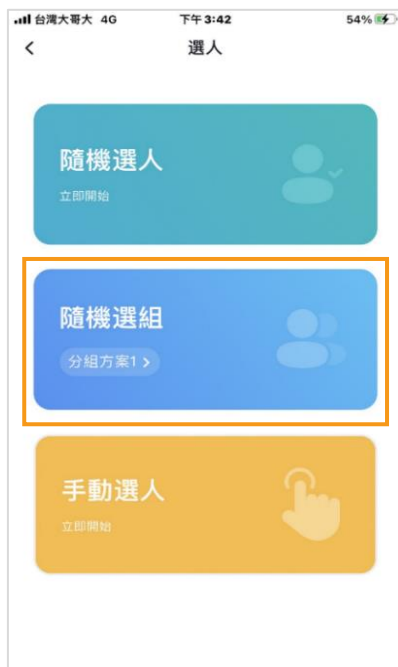 台灣大哥大 4G 下午3:42 54%
選人
隨機選人
立即開始
隨機選組
分組方案1 >
手動選人
立即開始